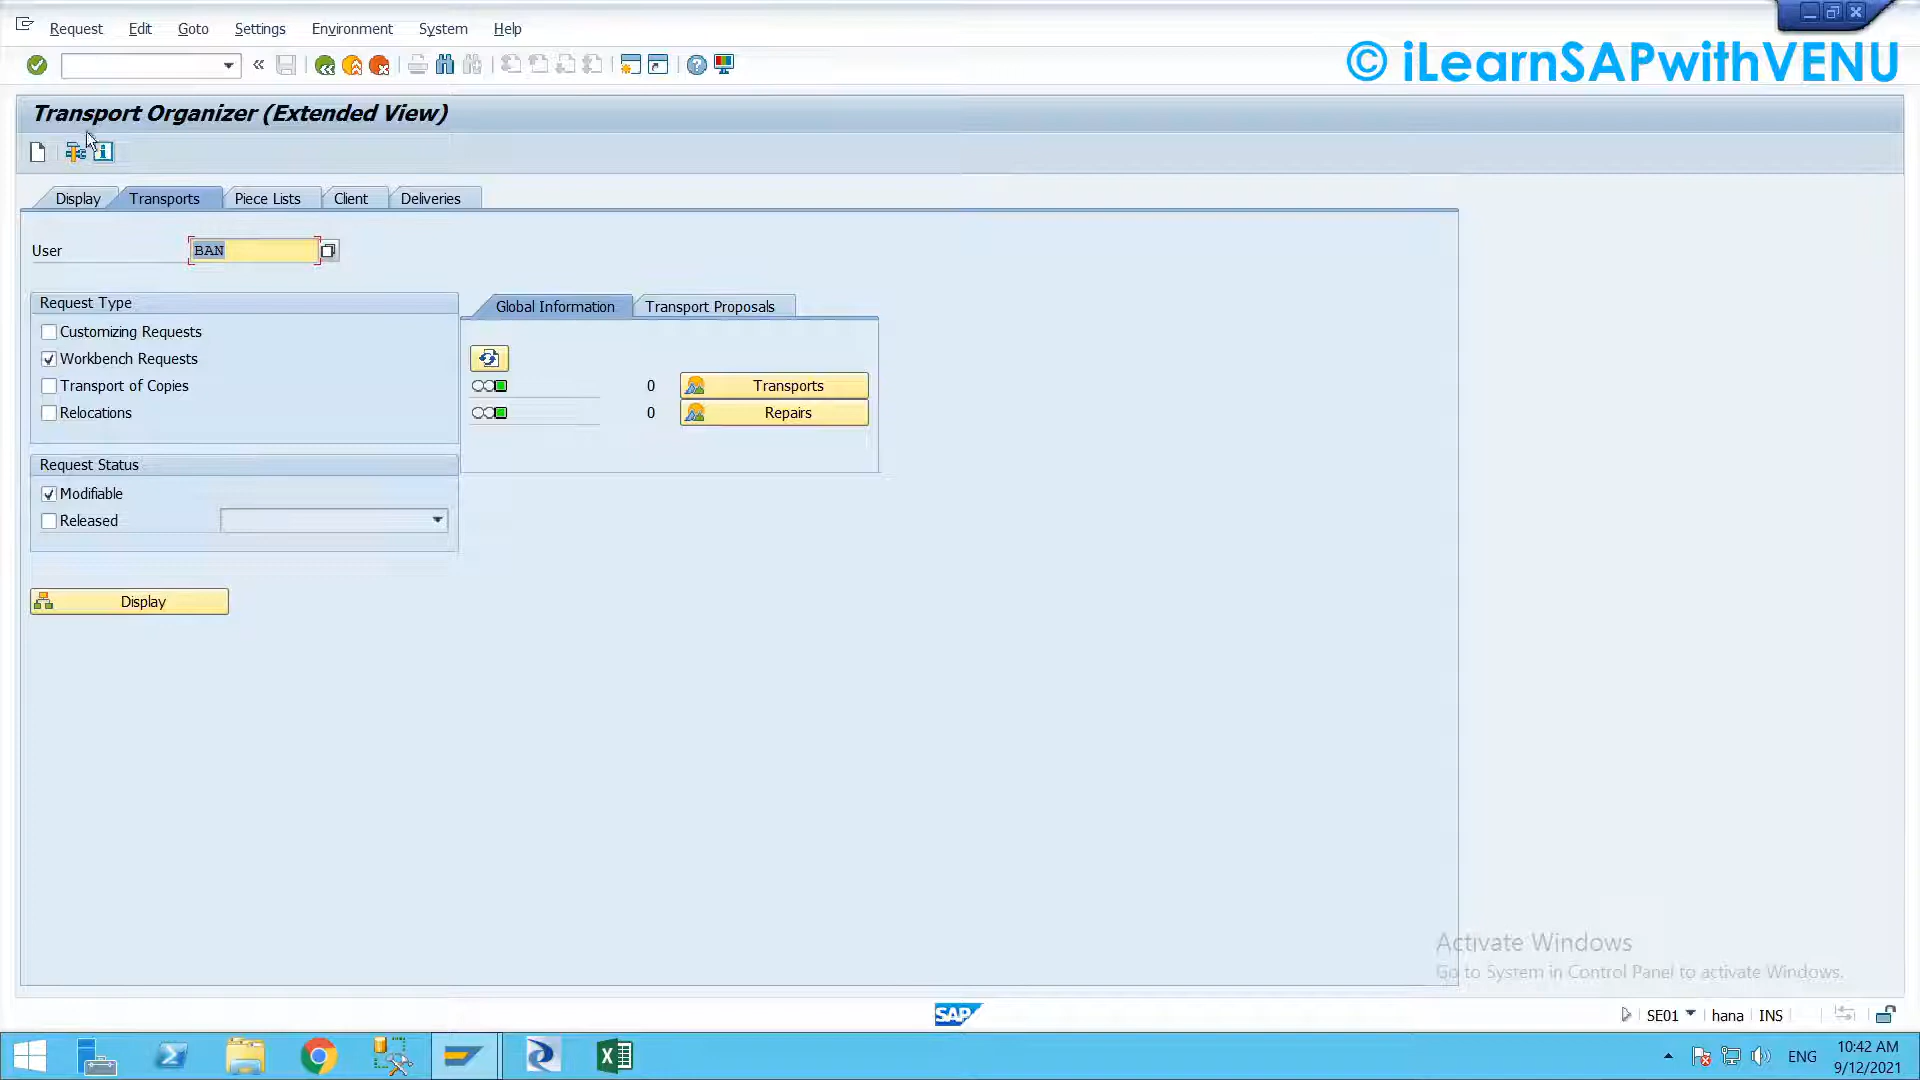 Request Edit Goto Settings Environment System Help
© iLearnSAPwithVENU
Transport Organizer (Extended View)
Display Transports Piece Lists Client Deliveries
User BAN
Request Type
Global Information Transport Proposals
Customizing Requests
Workbench Requests
Transport of Copies
0 Transports
Relocations
0 Repairs
Request Status
Modifiable
Released
Display
Activate Windows
Go to System in Control Panel to activate Windows.
SAP
SE01 hana INS
ENG
10:42 AM
9/12/2021